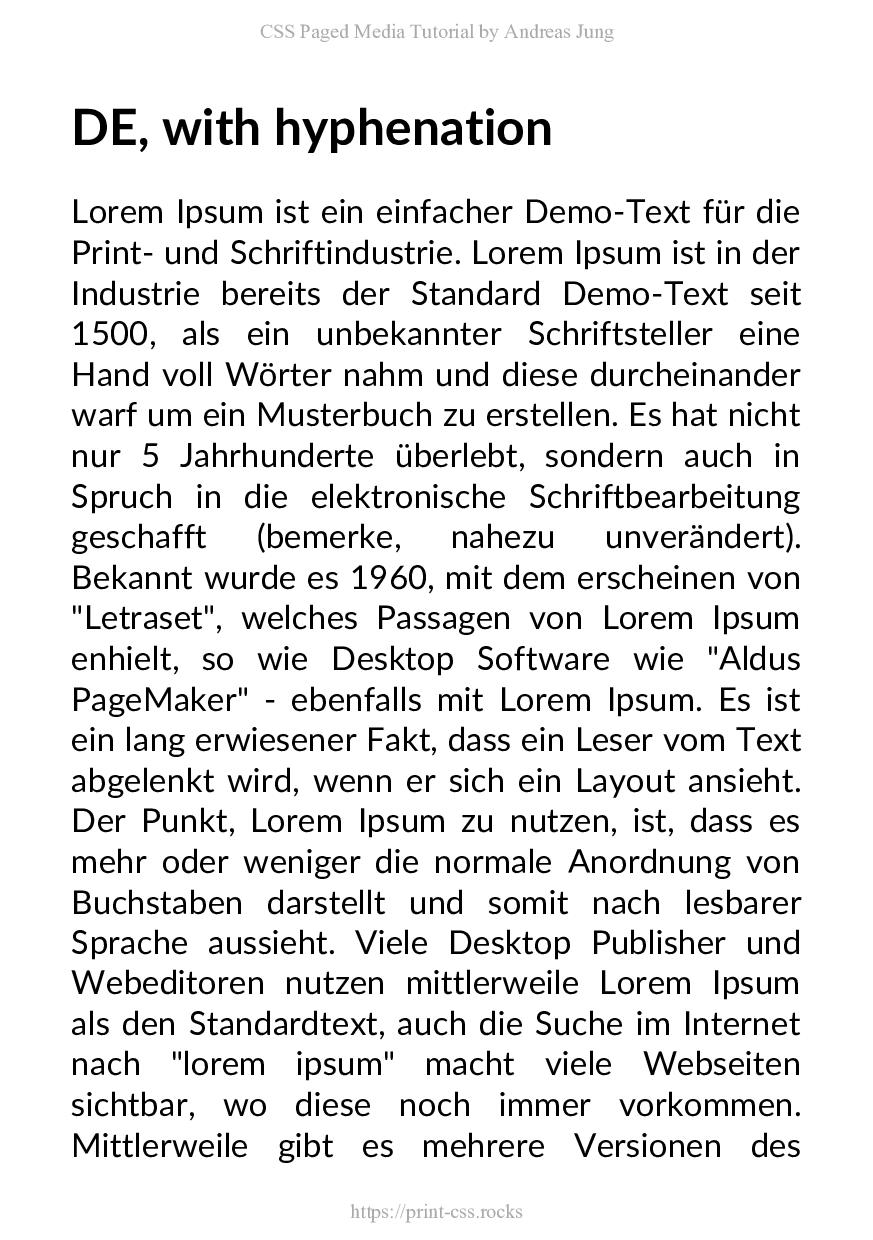 CSS Paged Media Tutorial by Andreas Jung
DE, with hyphenation
Lorem Ipsum ist ein einfacher Demo-Text für die
Print- und Schriftindustrie. Lorem Ipsum ist in der
Industrie bereits der Standard Demo-Text seit
1500, als ein unbekannter Schriftsteller eine
Hand voll Wörter nahm und diese durcheinander
warf um ein Musterbuch zu erstellen. Es hat nicht
nur 5 Jahrhunderte überlebt, sondern auch in
Spruch in die elektronische Schriftbearbeitung
geschafft (bemerke, nahezu unverändert).
Bekannt wurde es 1960, mit dem erscheinen von
"Letraset", welches Passagen von Lorem Ipsum
enhielt, so wie Desktop Software wie "Aldus
PageMaker" - ebenfalls mit Lorem Ipsum. Es ist
ein lang erwiesener Fakt, dass ein Leser vom Text
abgelenkt wird, wenn er sich ein Layout ansieht.
Der Punkt, Lorem Ipsum zu nutzen, ist, dass es
mehr oder weniger die normale Anordnung von
Buchstaben darstellt und somit nach lesbarer
Sprache aussieht. Viele Desktop Publisher und
Webeditoren nutzen mittlerweile Lorem Ipsum
als den Standardtext, auch die Suche im Internet
nach "lorem ipsum" macht viele Webseiten
sichtbar, wo diese noch immer vorkommen.
Mittlerweile gibt es mehrere Versionen des
https://print-css.rocks